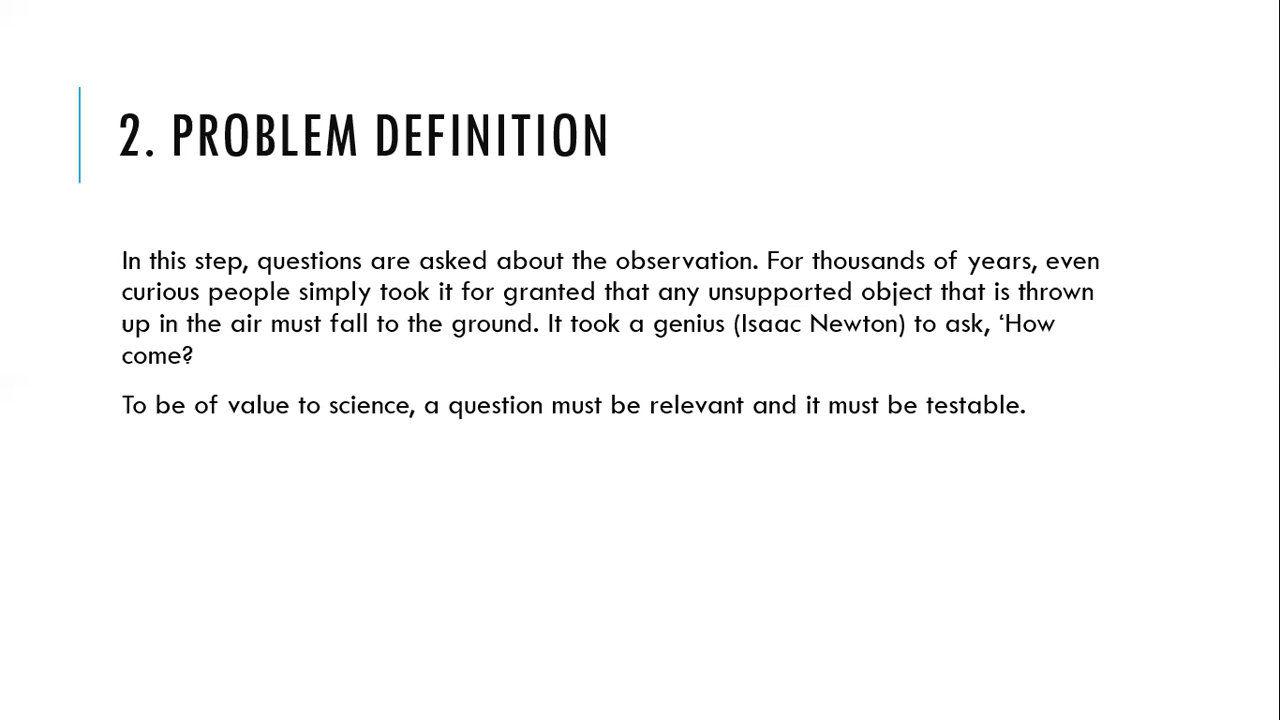 2. PROBLEM DEFINITION
In this step, questions are asked about the observation. For thousands of years, even
curious people simply took it for granted that any unsupported object that is thrown
up in the air must fall to the ground. It took a genius (Isaac Newton) to ask, ‘How
come?
To be of value to science, a question must be relevant and it must be testable.